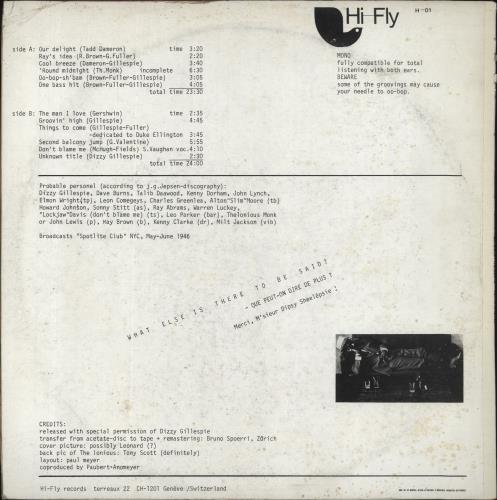 Hi-Fly
H-01
MONO
fully compatible for total
listening with both ears.
BEWARE
some of the groovings may cause
your needle to oo-bop.
side A: Our delight (Tadd Dameron) time 3:20
Ray's idea (R.Brown-G.Fuller) 2:20
Cool breeze (Dameron-Gillespie) 3:40
'Round midnight (Th.Monk) incomplete 6:30
Oo-bop-sh'bam (Brown-Fuller-Gillespie) 3:05
One bass hit (Brown-Fuller-Gillespie) 4:05
total time 23:30
side B: The man I love (Gershwin) time 2:35
Groovin' high (Gillespie) 4:45
Things to come (Gillespie-Fuller)
-dedicated to Duke Ellington 3:45
Second balcony jump (G.Valentine) 5:55
Don't blame me (McHugh-Fields) S.Vaughan voc. 4:10
Unknown title (Dizzy Gillespie) 2:30
total time 24:00
Probable personel (according to j.g.Jepsen-discography):
Dizzy Gillespie, Dave Burns, Talib Daawood, Kenny Dorham, John Lynch,
Elmon Wright(tp), Leon Comegeys, Charles Greenlea, Alton"Slim"Moore (tb)
Howard Johnson, Sonny Stitt (as), Ray Abrams, Warren Luckey,
"Lockjaw"Davis (don't blame me) (ts), Leo Parker (bar), Thelonious Monk
or John Lewis (p), Ray Brown (b), Kenny Clarke (dr), Milt Jackson (vib)
Broadcasts "Spotlite Club" NYC, May-June 1946
WHAT ELSE IS THERE TO BE SAID?
- QUE PEUT-ON DIRE DE PLUS ?
Merci, M'sieur Dipsy Shmelépsie :
CREDITS:
released with special permission of Dizzy Gillespie
transfer from acetate-disc to tape + remastering: Bruno Spoerri, Zürich
cover picture: possibly Leonard (?)
back pic of The lonious: Tony Scott (definitely)
layout: paul meyer
coproduced by Paubert-Anomeyer
Hi-Fly records terreaux 22 CH-1201 Genève /Switzerland